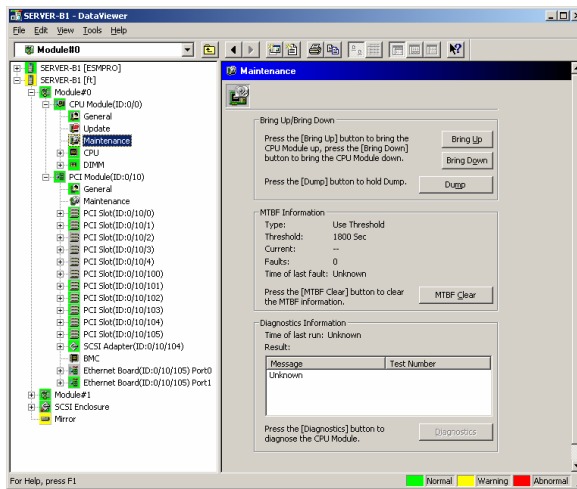 SERVER-B1 - DataViewer
File Edit View Tools Help
Module#0
SERVER-B1 [ESMPRO]
SERVER-B1 [ft]
Module#0
CPU Module(ID:0/0)
General
Update
Maintenance
CPU
DIMM
PCI Module(ID:0/10)
General
Maintenance
PCI Slot(ID:0/10/0)
PCI Slot(ID:0/10/1)
PCI Slot(ID:0/10/2)
PCI Slot(ID:0/10/3)
PCI Slot(ID:0/10/4)
PCI Slot(ID:0/10/100)
PCI Slot(ID:0/10/101)
PCI Slot(ID:0/10/102)
PCI Slot(ID:0/10/103)
PCI Slot(ID:0/10/104)
PCI Slot(ID:0/10/105)
SCSI Adapter(ID:0/10/104)
BMC
Ethernet Board(ID:0/10/105) Port0
Ethernet Board(ID:0/10/105) Port1
Module#1
SCSI Enclosure
Mirror
Maintenance
Bring Up/Bring Down
Press the [Bring Up] button to bring the
CPU Module up, press the [Bring Down]
button to bring the CPU Module down.
Bring Up
Bring Down
Press the [Dump] button to hold Dump.
Dump
MTBF Information
Type: Use Threshold
Threshold: 1800 Sec
Current: --
Faults: 0
Time of last fault: Unknown
Press the [MTBF Clear] button to clear
the MTBF information.
MTBF Clear
Diagnostics Information
Time of last run: Unknown
Result:
Message Test Number
Unknown
Press the [Diagnostics] button to
diagnose the CPU Module.
Diagnostics
For Help, press F1
Normal Warning Abnormal